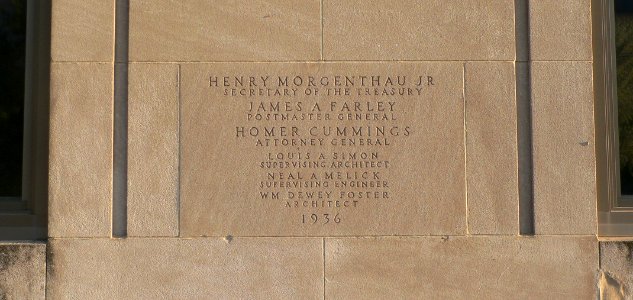 HENRY MORGENTHAU JR
SECRETARY OF THE TREASURY
JAMES A FARLEY
POSTMASTER GENERAL
HOMER CUMMINGS
ATTORNEY GENERAL
LOUIS A SIMON
SUPERVISING ARCHITECT
NEAL A MELICK
SUPERVISING ENGINEER
WM. DEWEY FOSTER
ARCHITECT
1936